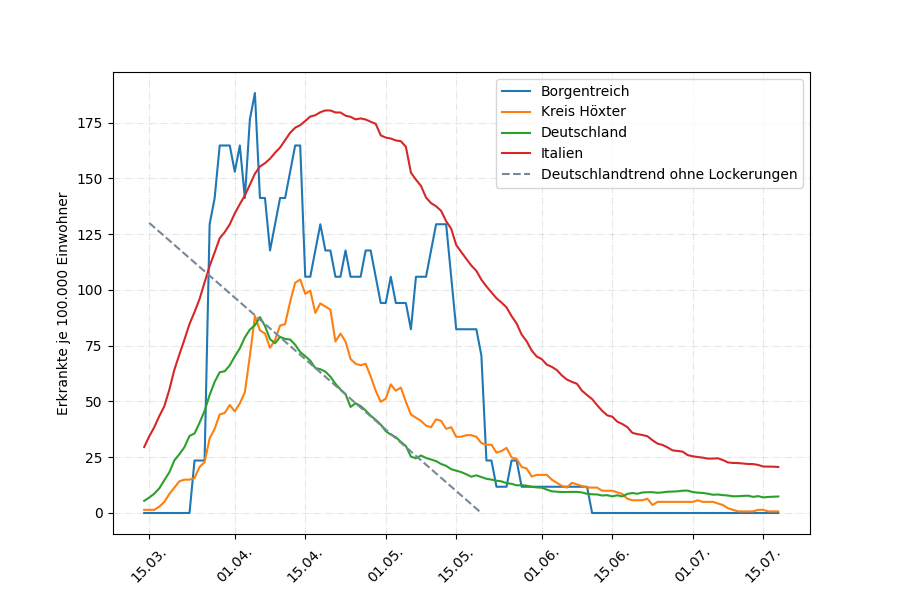 Borgentreich
Kreis Höxter
Deutschland
Italien
Deutschlandtrend ohne Lockerungen
Erkrankte je 100.000 Einwohner
175
150
125
100
75
50
25
0
15.03.
01.04.
15.04.
01.05.
15.05.
01.06.
15.06.
01.07.
15.07.